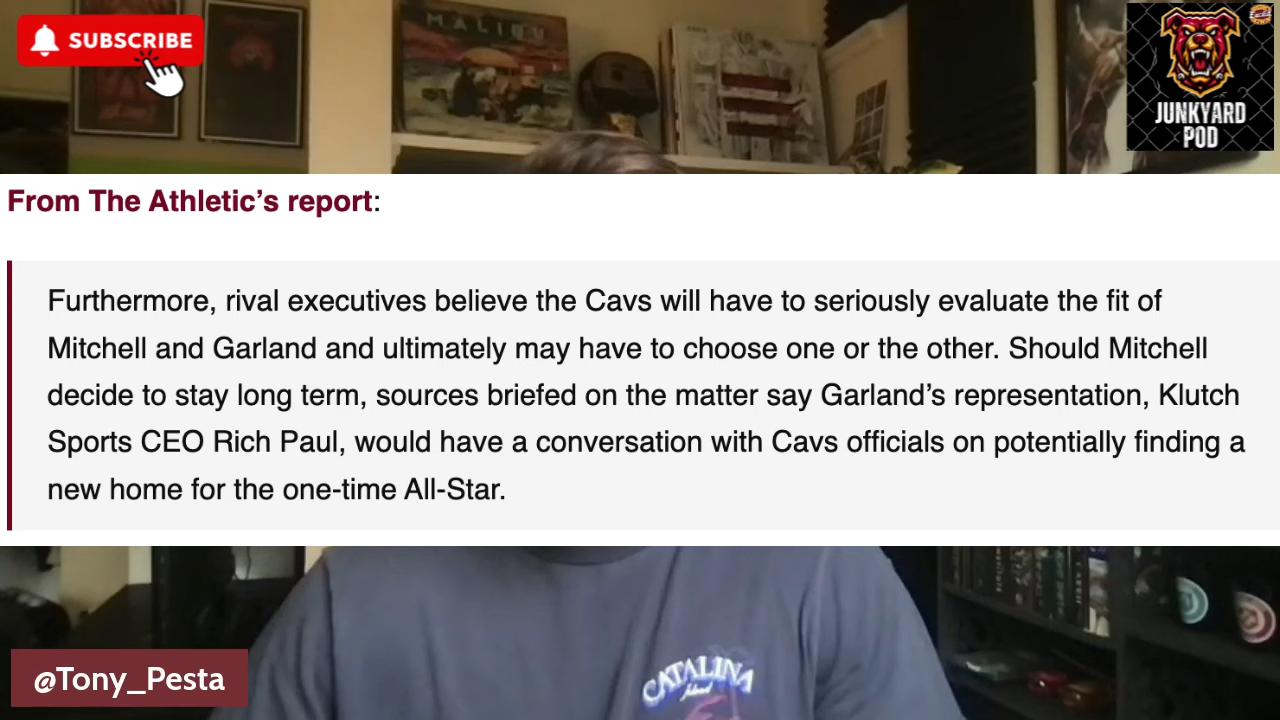 SUBSCRIBE
MALIBU
JUNKYARD
POD
From The Athletic’s report:
Furthermore, rival executives believe the Cavs will have to seriously evaluate the fit of
Mitchell and Garland and ultimately may have to choose one or the other. Should Mitchell
decide to stay long term, sources briefed on the matter say Garland’s representation, Klutch
Sports CEO Rich Paul, would have a conversation with Cavs officials on potentially finding a
new home for the one-time All-Star.
@Tony_Pesta
CATALINA
Island